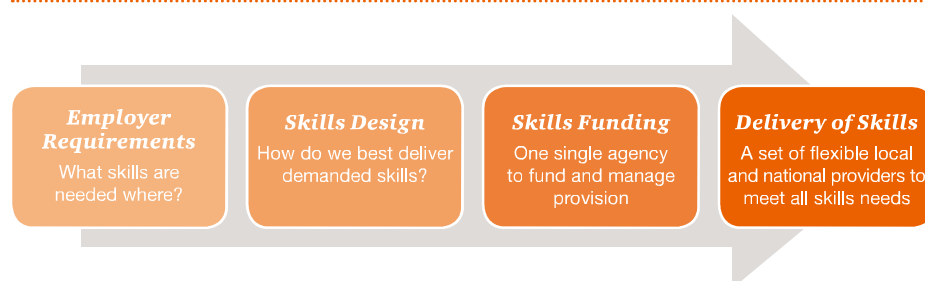 Employer
Requirements
What skills are
needed where?
Skills Design
How do we best deliver
demanded skills?
Skills Funding
One single agency
to fund and manage
provision
Delivery of Skills
A set of flexible local
and national providers to
meet all skills needs